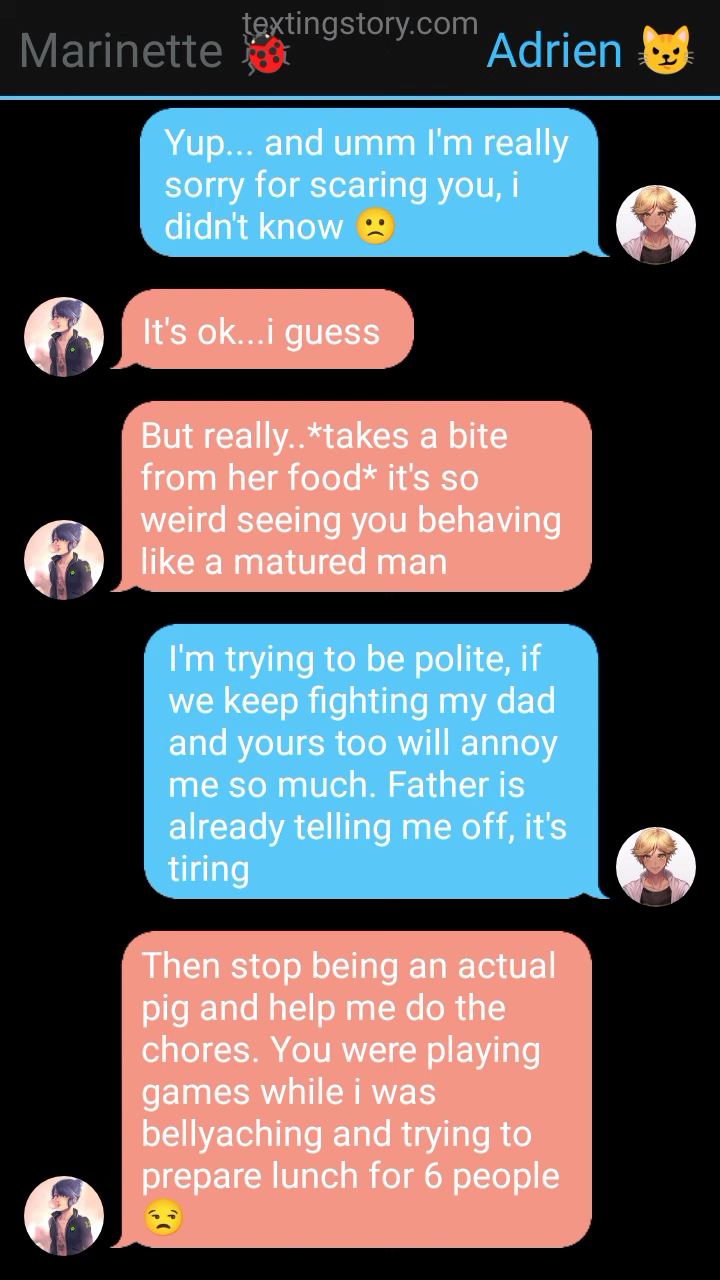 textingstory.com
Marinette 🐞
Adrien 😼
Yup... and umm I'm really
sorry for scaring you, i
didn't know 🙁
It's ok...i guess
But really..*takes a bite
from her food* it's so
weird seeing you behaving
like a matured man
I'm trying to be polite, if
we keep fighting my dad
and yours too will annoy
me so much. Father is
already telling me off, it's
tiring
Then stop being an actual
pig and help me do the
chores. You were playing
games while i was
bellyaching and trying to
prepare lunch for 6 people
😒